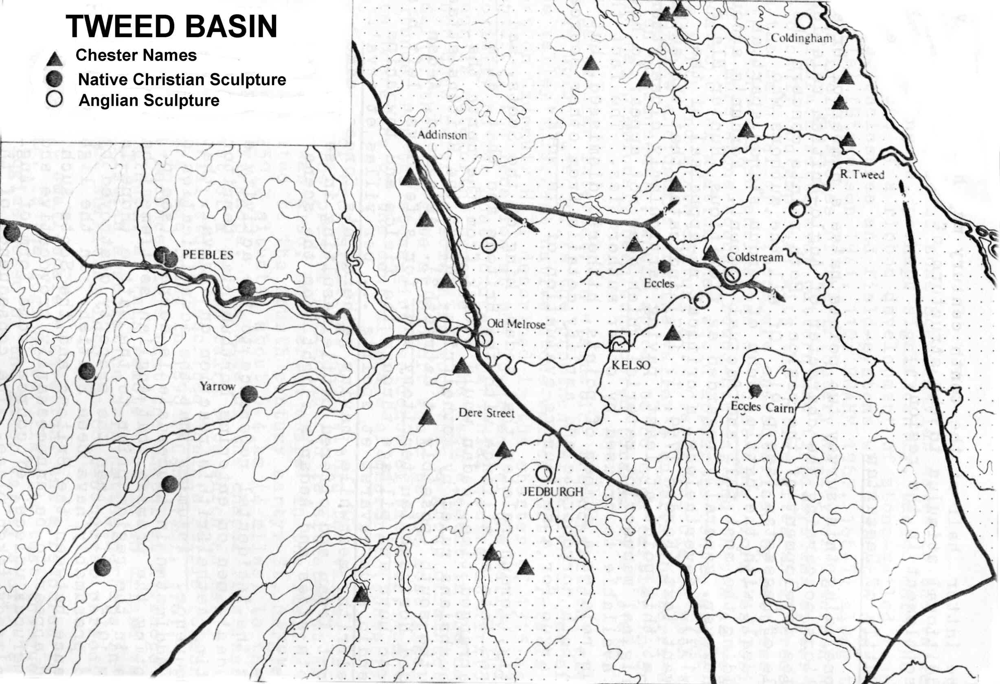 TWEED BASIN
Chester Names
Native Christian Sculpture
Anglian Sculpture
Coldingham
Addinston
R. Tweed
PEEBLES
Coldstream
Eccles
Old Melrose
KELSO
Yarrow
Eccles Cairn
Dere Street
JEDBURGH
?
?
?